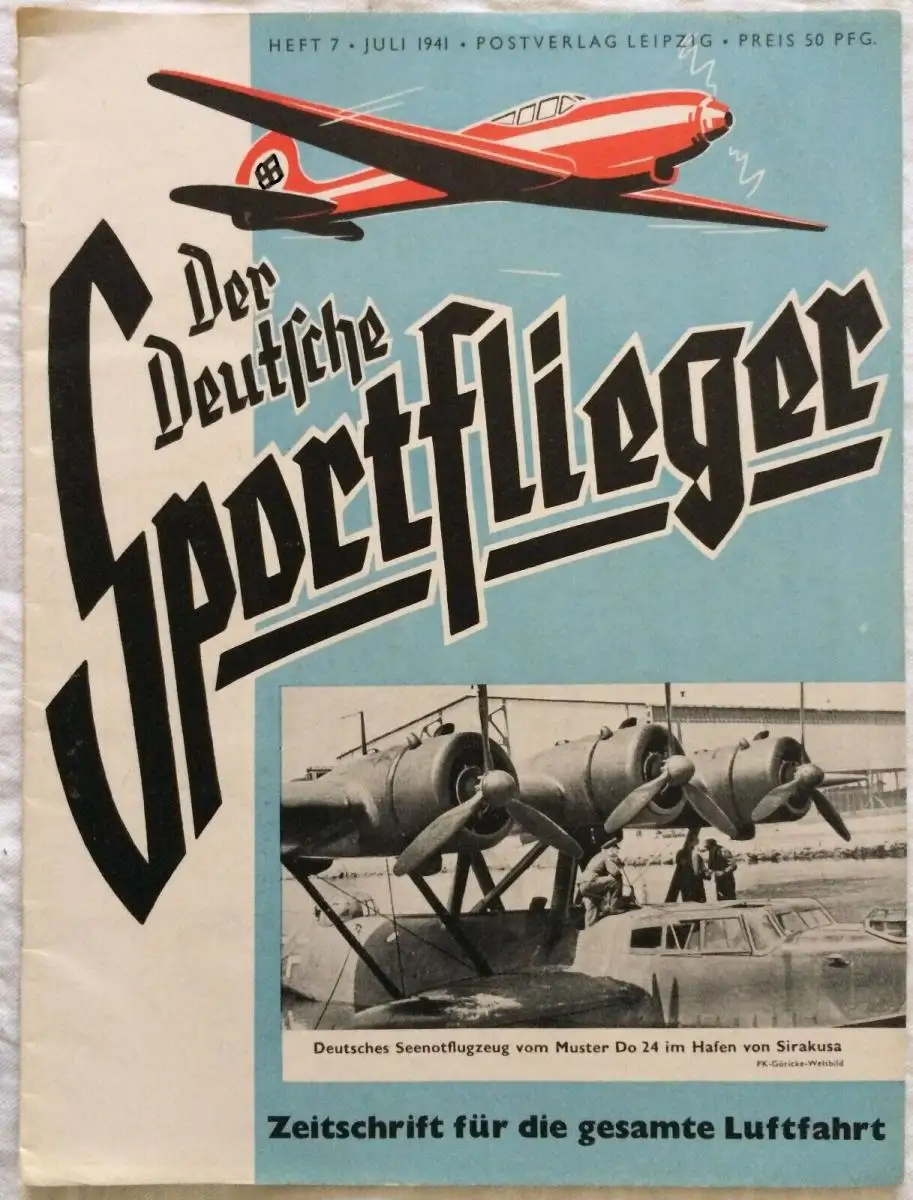 HEFT 7 • JULI 1941 • POSTVERLAG LEIPZIG • PREIS 50 PFG.
Der
Deutſche
Sportflieger
Deutsches Seenotflugzeug vom Muster Do 24 im Hafen von Sirakusa
PK-Göricke-Weltbild
Zeitschrift für die gesamte Luftfahrt